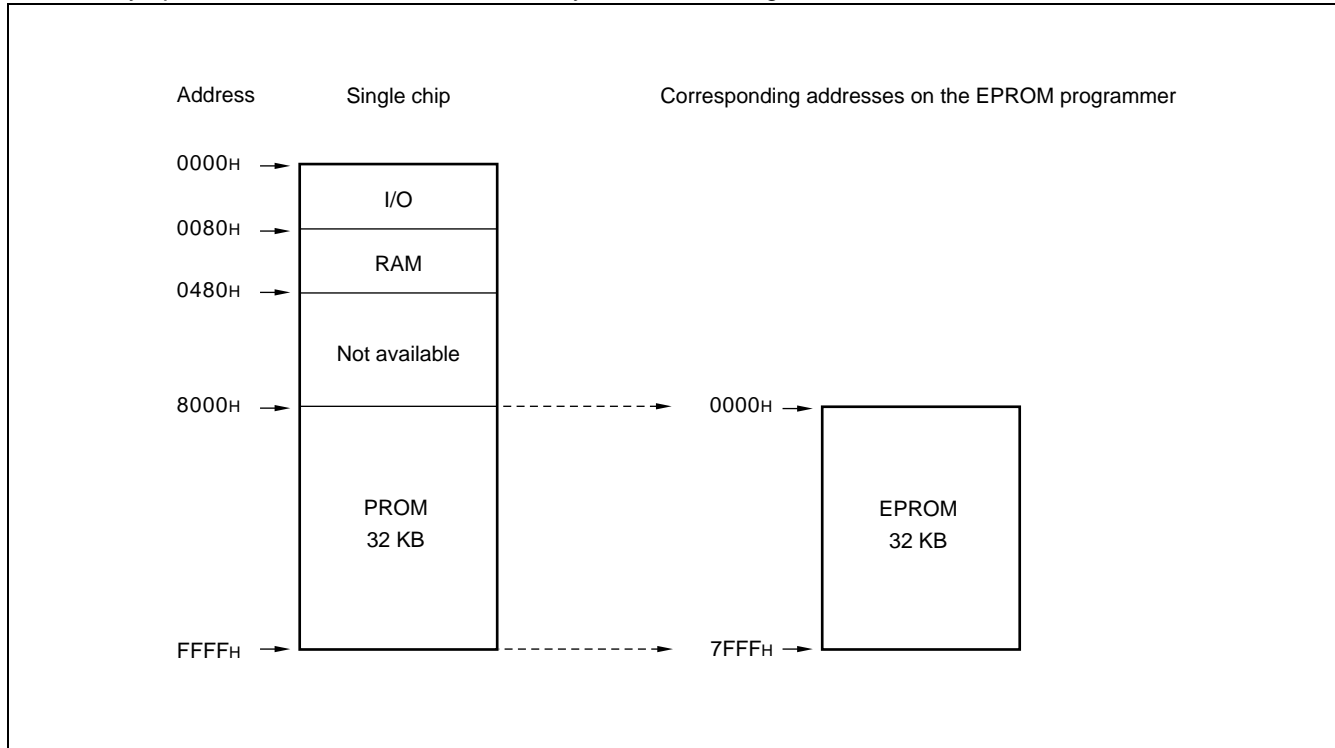 Address Single chip Corresponding addresses on the EPROM programmer
0000H
I/O
0080H
RAM
0480H
Not available
8000H 0000H
PROM EPROM
32 KB 32 KB
FFFFH 7FFFH